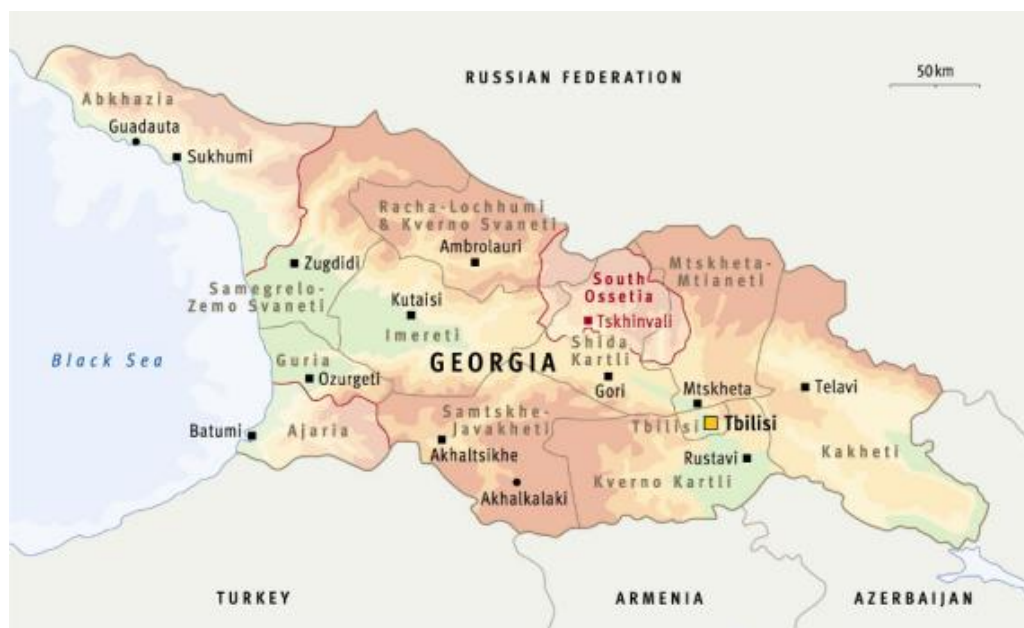 RUSSIAN FEDERATION
50km
Abkhazia
Guadauta
Sukhumi
Racha-Lochhumi
& Kverno Svaneti
Ambrolauri
Zugdidi
Samegrelo-
Zemo Svaneti
Kutaisi
Imereti
South
Ossetia
Tskhinvali
Mtskheta-
Mtianeti
Shida
Kartli
Black Sea
GEORGIA
Guria
Ozurgeti
Gori
Mtskheta
Telavi
Batumi
Ajaria
Samtskhe-
Javakheti
Akhaltsikhe
Akhalkalaki
Tbilisi
Tbilisi
Rustavi
Kverno Kartli
Kakheti
TURKEY
ARMENIA
AZERBAIJAN